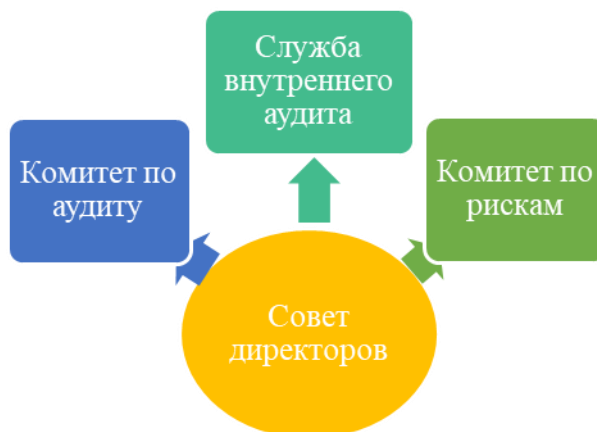 Служба
внутреннего
аудита
Комитет по
аудиту
Комитет по
рискам
Совет
директоров